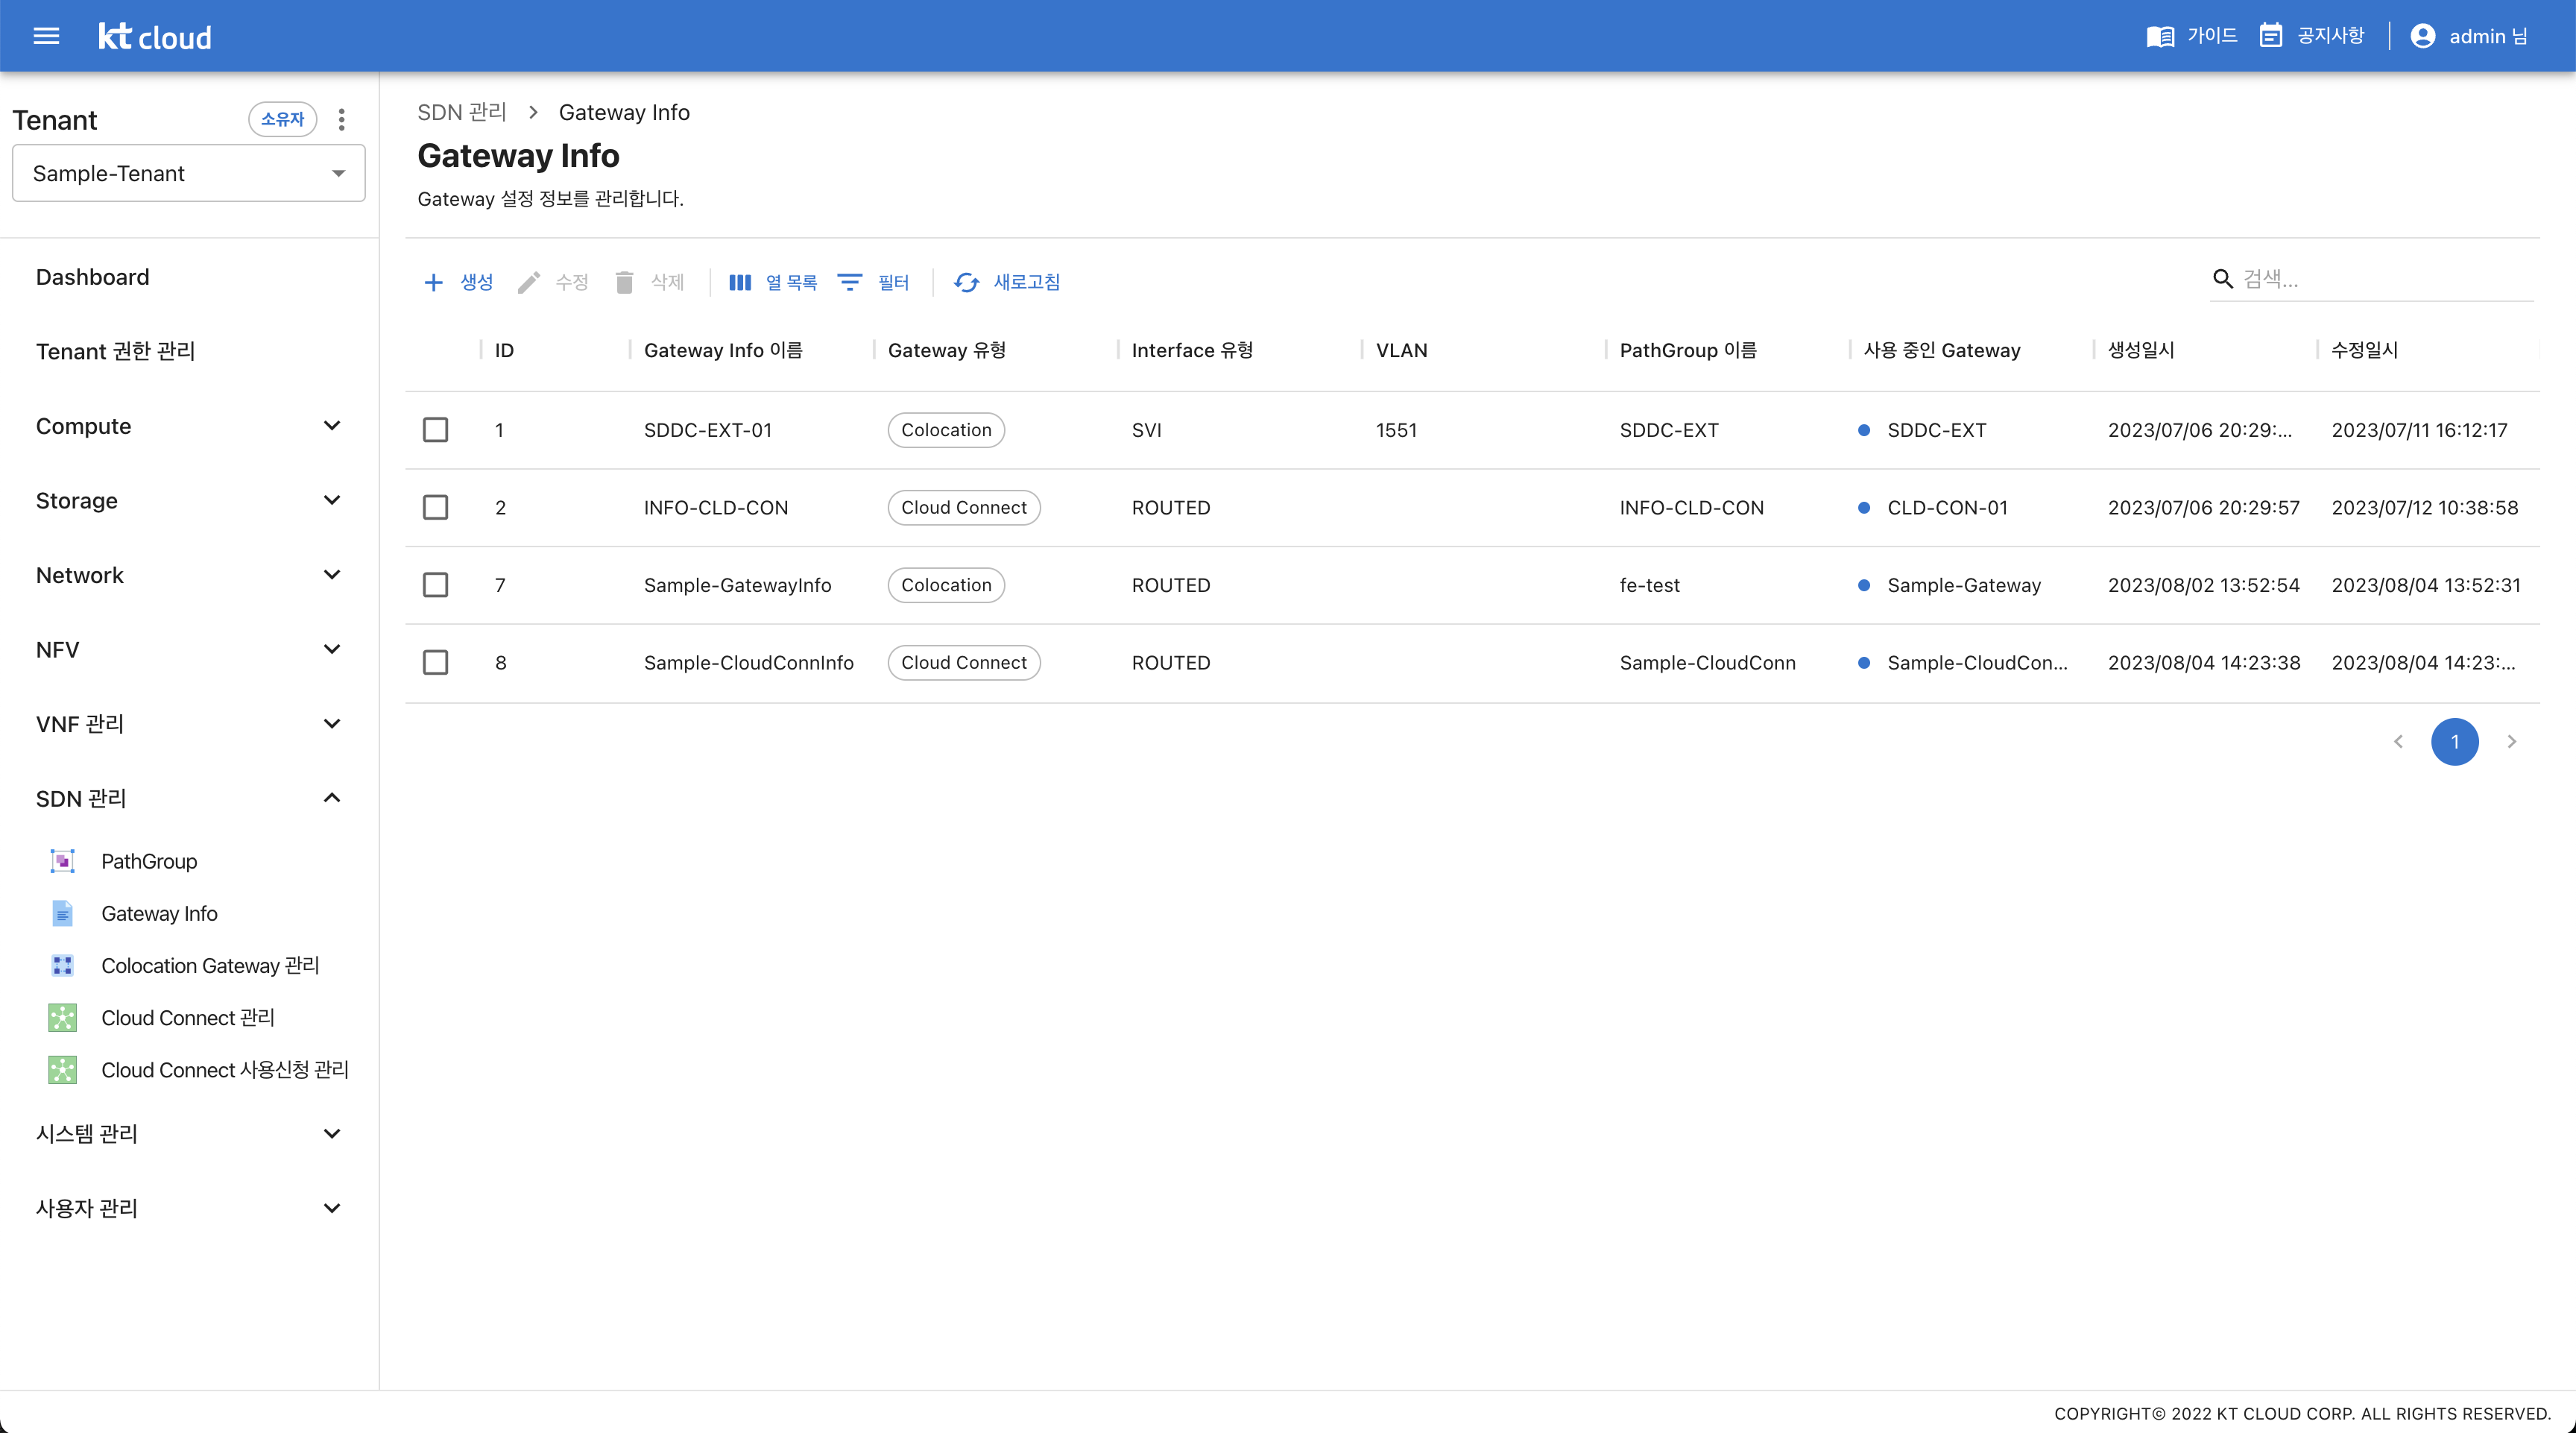 kt cloud
가이드 공지사항 admin 님
Tenant 소유자
Sample-Tenant
Dashboard
Tenant 권한 관리
Compute
Storage
Network
NFV
VNF 관리
SDN 관리
PathGroup
Gateway Info
Colocation Gateway 관리
Cloud Connect 관리
Cloud Connect 사용신청 관리
시스템 관리
사용자 관리
SDN 관리 > Gateway Info
Gateway Info
Gateway 설정 정보를 관리합니다.
생성 수정 삭제 열 목록 필터 새로고침 검색...
ID Gateway Info 이름 Gateway 유형 Interface 유형 VLAN PathGroup 이름 사용 중인 Gateway 생성일시 수정일시
1 SDDC-EXT-01 Colocation SVI 1551 SDDC-EXT SDDC-EXT 2023/07/06 20:29:... 2023/07/11 16:12:17
2 INFO-CLD-CON Cloud Connect ROUTED INFO-CLD-CON CLD-CON-01 2023/07/06 20:29:57 2023/07/12 10:38:58
7 Sample-GatewayInfo Colocation ROUTED fe-test Sample-Gateway 2023/08/02 13:52:54 2023/08/04 13:52:31
8 Sample-CloudConnInfo Cloud Connect ROUTED Sample-CloudConn Sample-CloudCon... 2023/08/04 14:23:38 2023/08/04 14:23:...
1
COPYRIGHT© 2022 KT CLOUD CORP. ALL RIGHTS RESERVED.